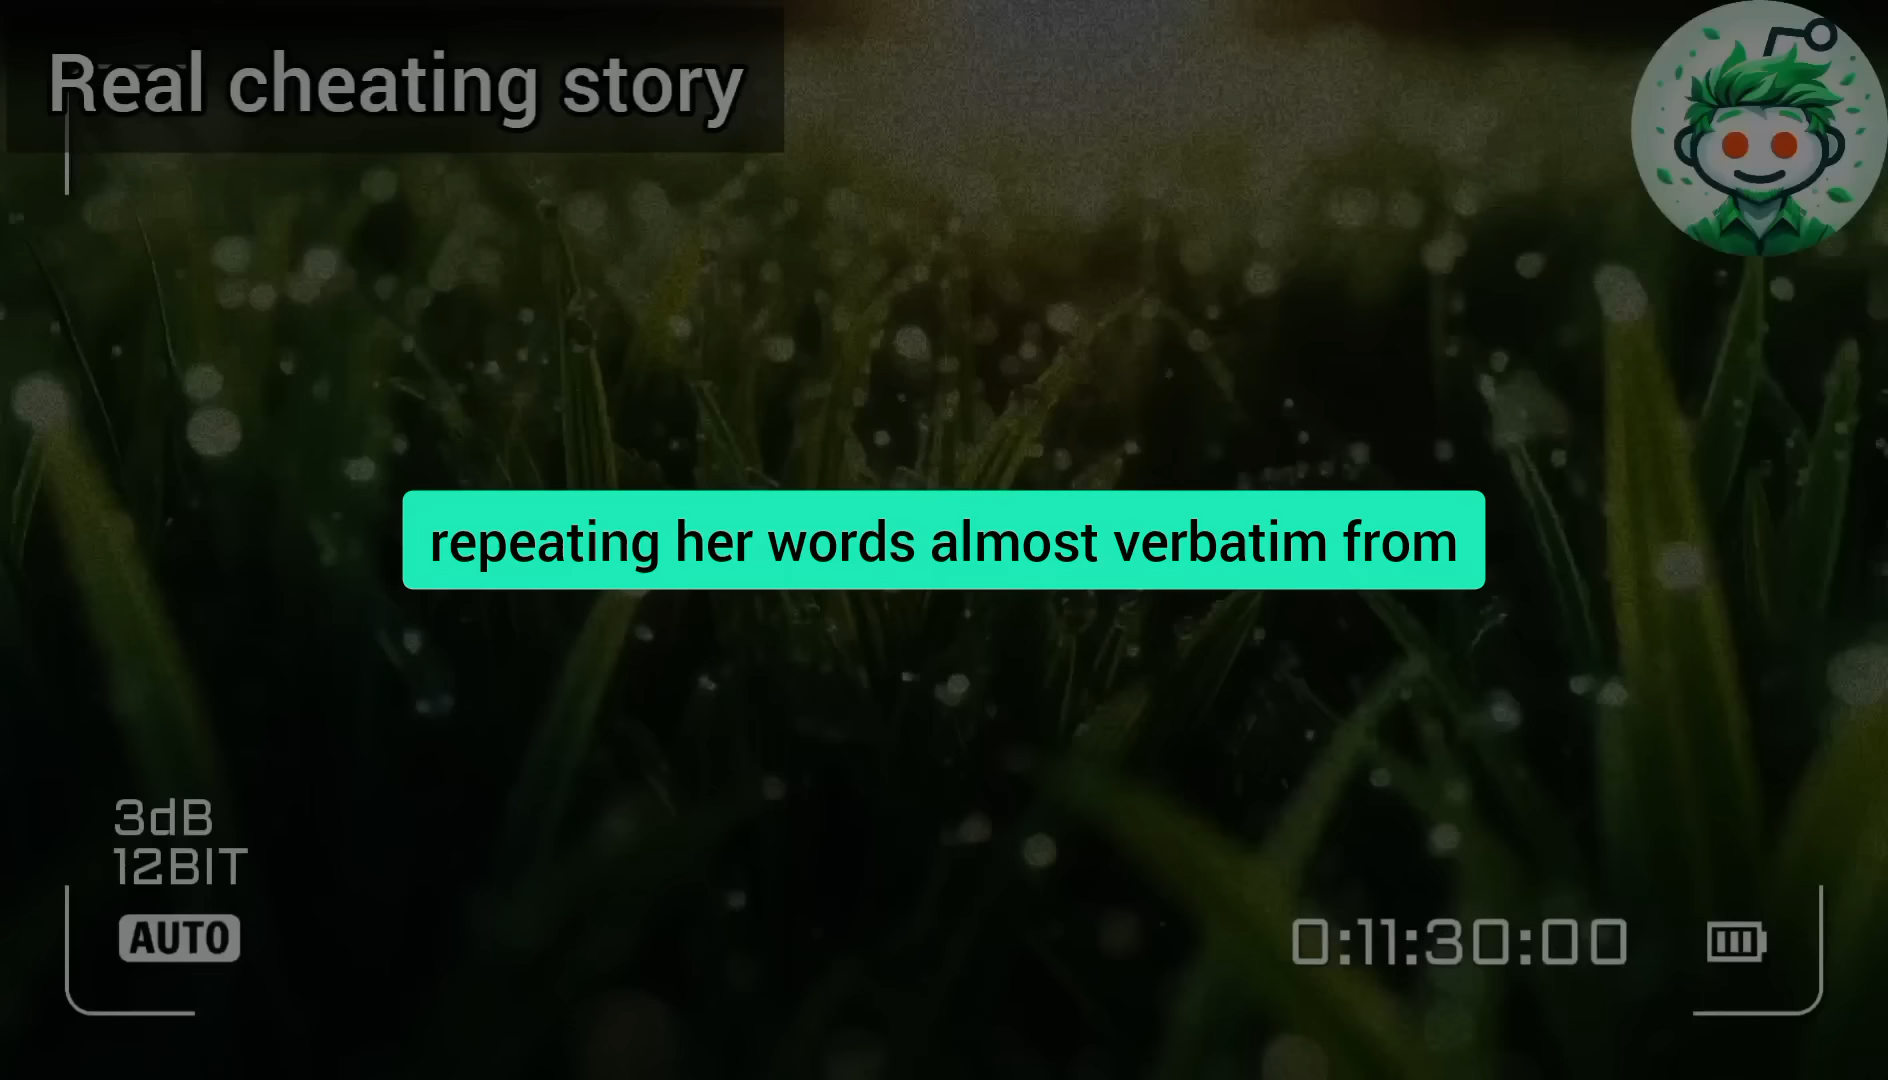 Real cheating story
repeating her words almost verbatim from
3dB
12BIT
AUTO
0:11:30:00